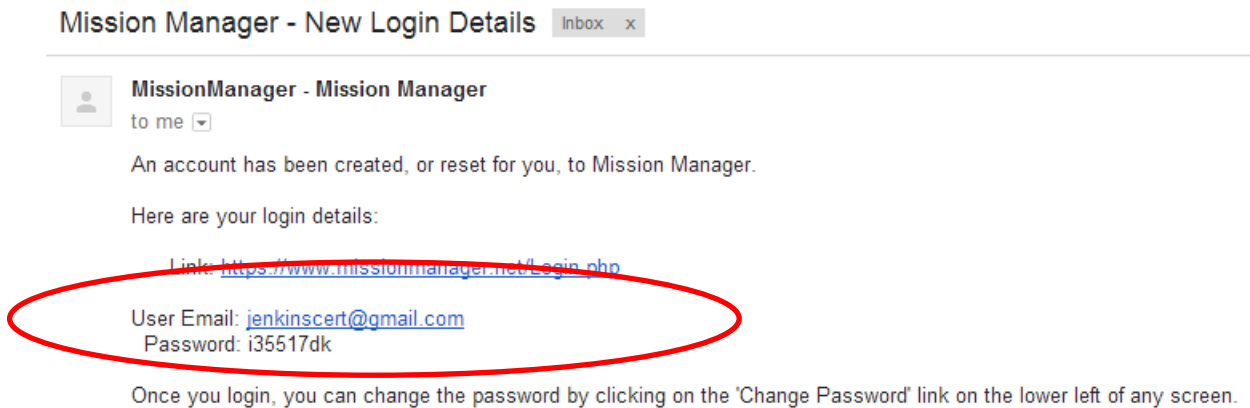 Mission Manager - New Login Details Inbox x
MissionManager - Mission Manager
to me
An account has been created, or reset for you, to Mission Manager.
Here are your login details:
Link: https://www.missionmanager.net/Login.php
User Email: jenkinscert@gmail.com
Password: i35517dk
Once you login, you can change the password by clicking on the 'Change Password' link on the lower left of any screen.